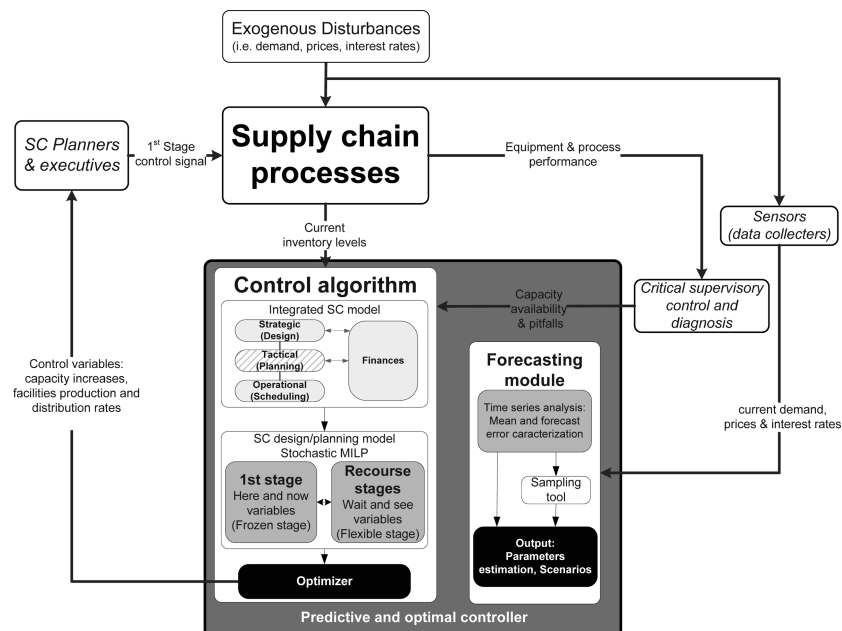 Exogenous Disturbances
(i.e. demand, prices, interest rates)
SC Planners
& executives
1st Stage
control signal
Supply chain
processes
Equipment & process
performance
Sensors
(data collecters)
Current
inventory levels
Critical supervisory
control and
diagnosis
Capacity
availability
& pitfalls
Control algorithm
Integrated SC model
Strategic
(Design)
Tactical
(Planning)
Operational
(Scheduling)
Finances
Control variables:
capacity increases,
facilities production and
distribution rates
Forecasting
module
Time series analysis:
Mean and forecast
error caracterization
Sampling
tool
Output:
Parameters
estimation, Scenarios
current demand,
prices & interest rates
SC design/planning model
Stochastic MILP
1st stage
Here and now
variables
(Frozen stage)
Recourse
stages
Wait and see
variables
(Flexible stage)
Optimizer
Predictive and optimal controller